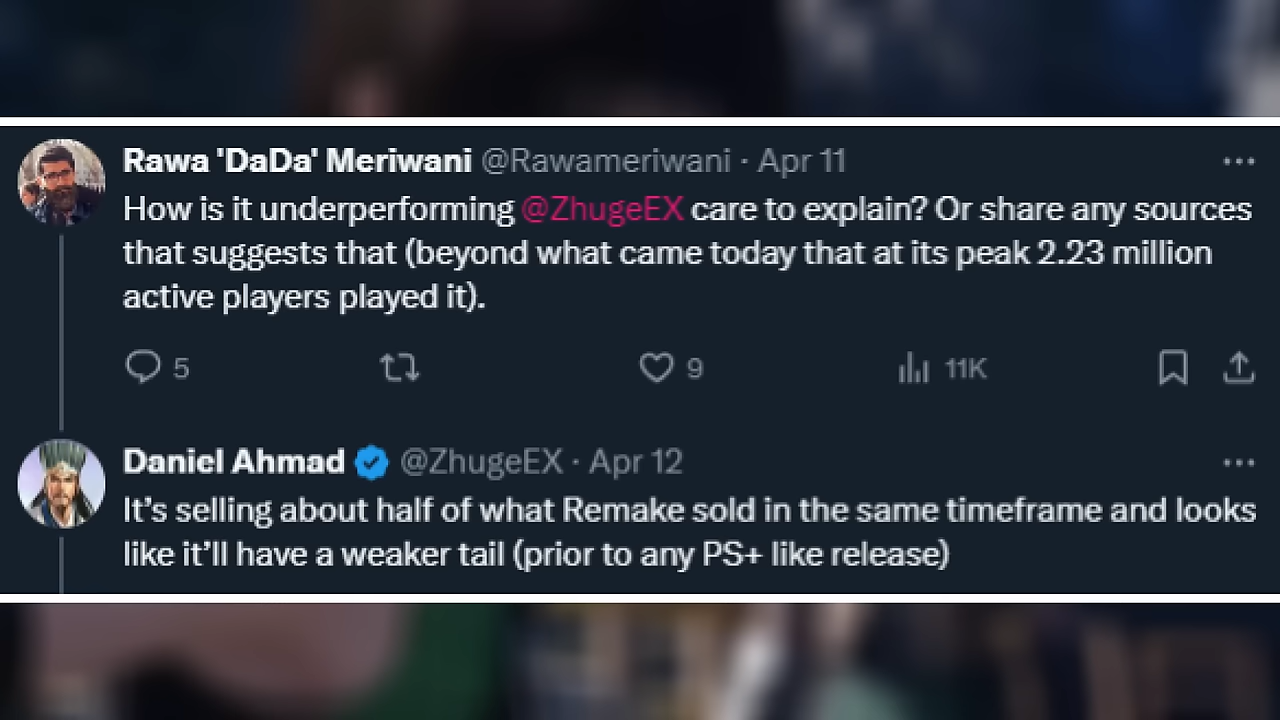 Rawa 'DaDa' Meriwani @Rawameriwani · Apr 11
How is it underperforming @ZhugeEX care to explain? Or share any sources
that suggests that (beyond what came today that at its peak 2.23 million
active players played it).
5 9 11K
Daniel Ahmad @ZhugeEX · Apr 12
It’s selling about half of what Remake sold in the same timeframe and looks
like it’ll have a weaker tail (prior to any PS+ like release)